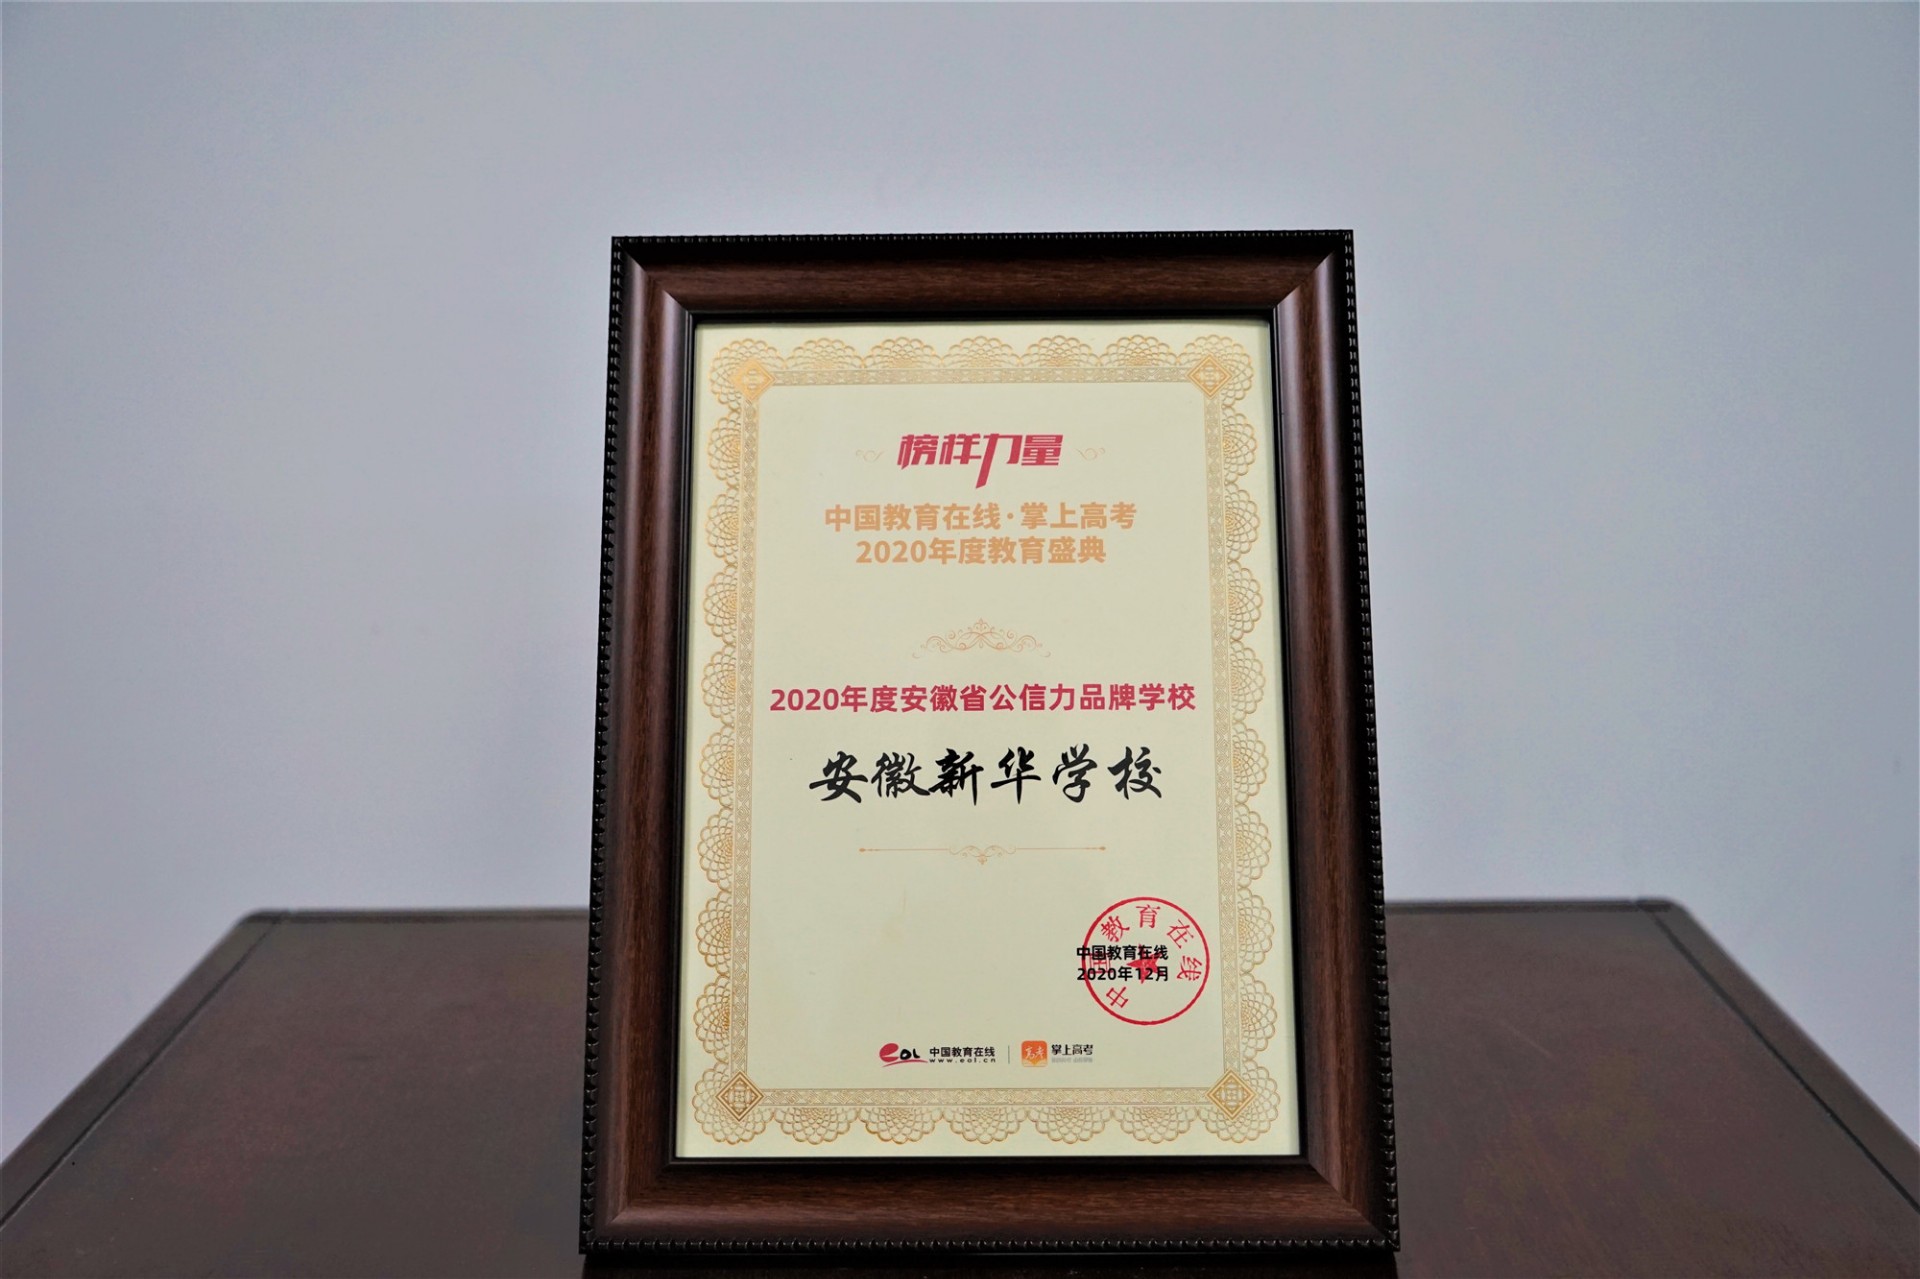 榜样力量
中国教育在线·掌上高考
2020年度教育盛典
2020年度安徽省公信力品牌学校
安徽新华学校
中国教育在线
中国教育在线
2020年12月
eol 中国教育在线
www.eol.cn
高考 掌上高考